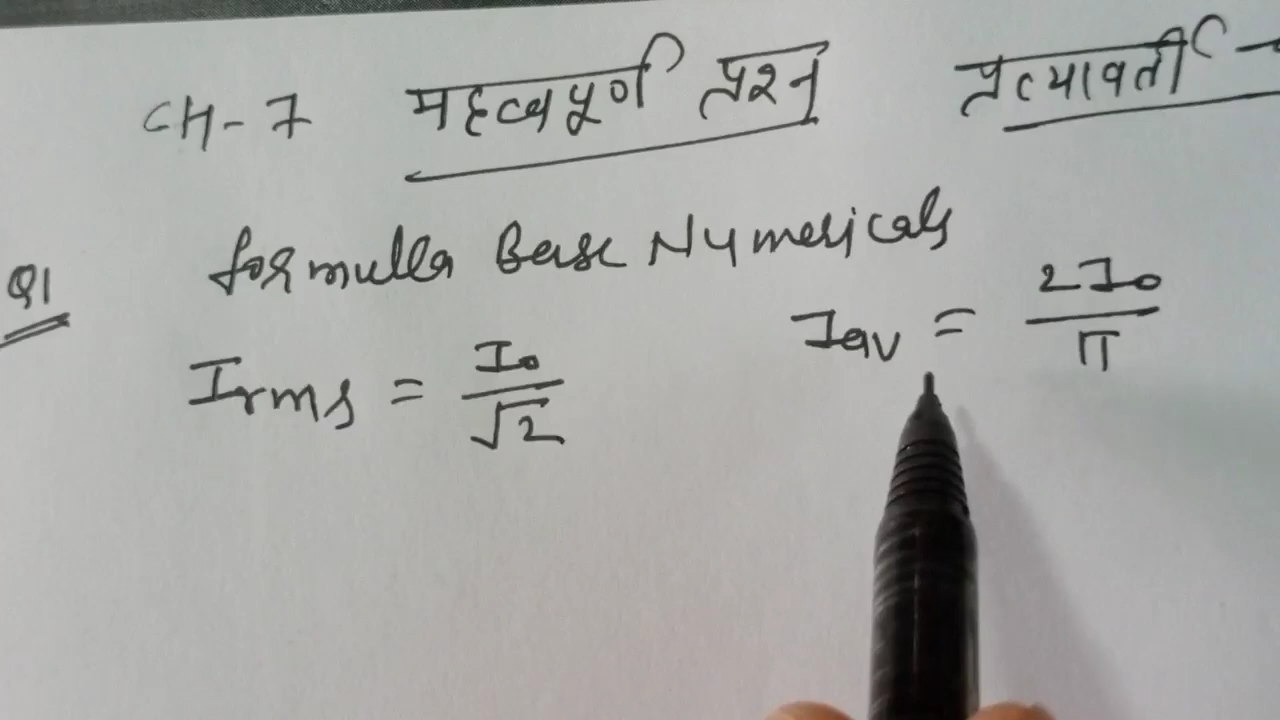 CH-7 महत्वपूर्ण प्रश्न प्रत्यावर्ती
Q1 formulla Base Numericals
Irms = I₀/√2 Iav = 2I₀/π